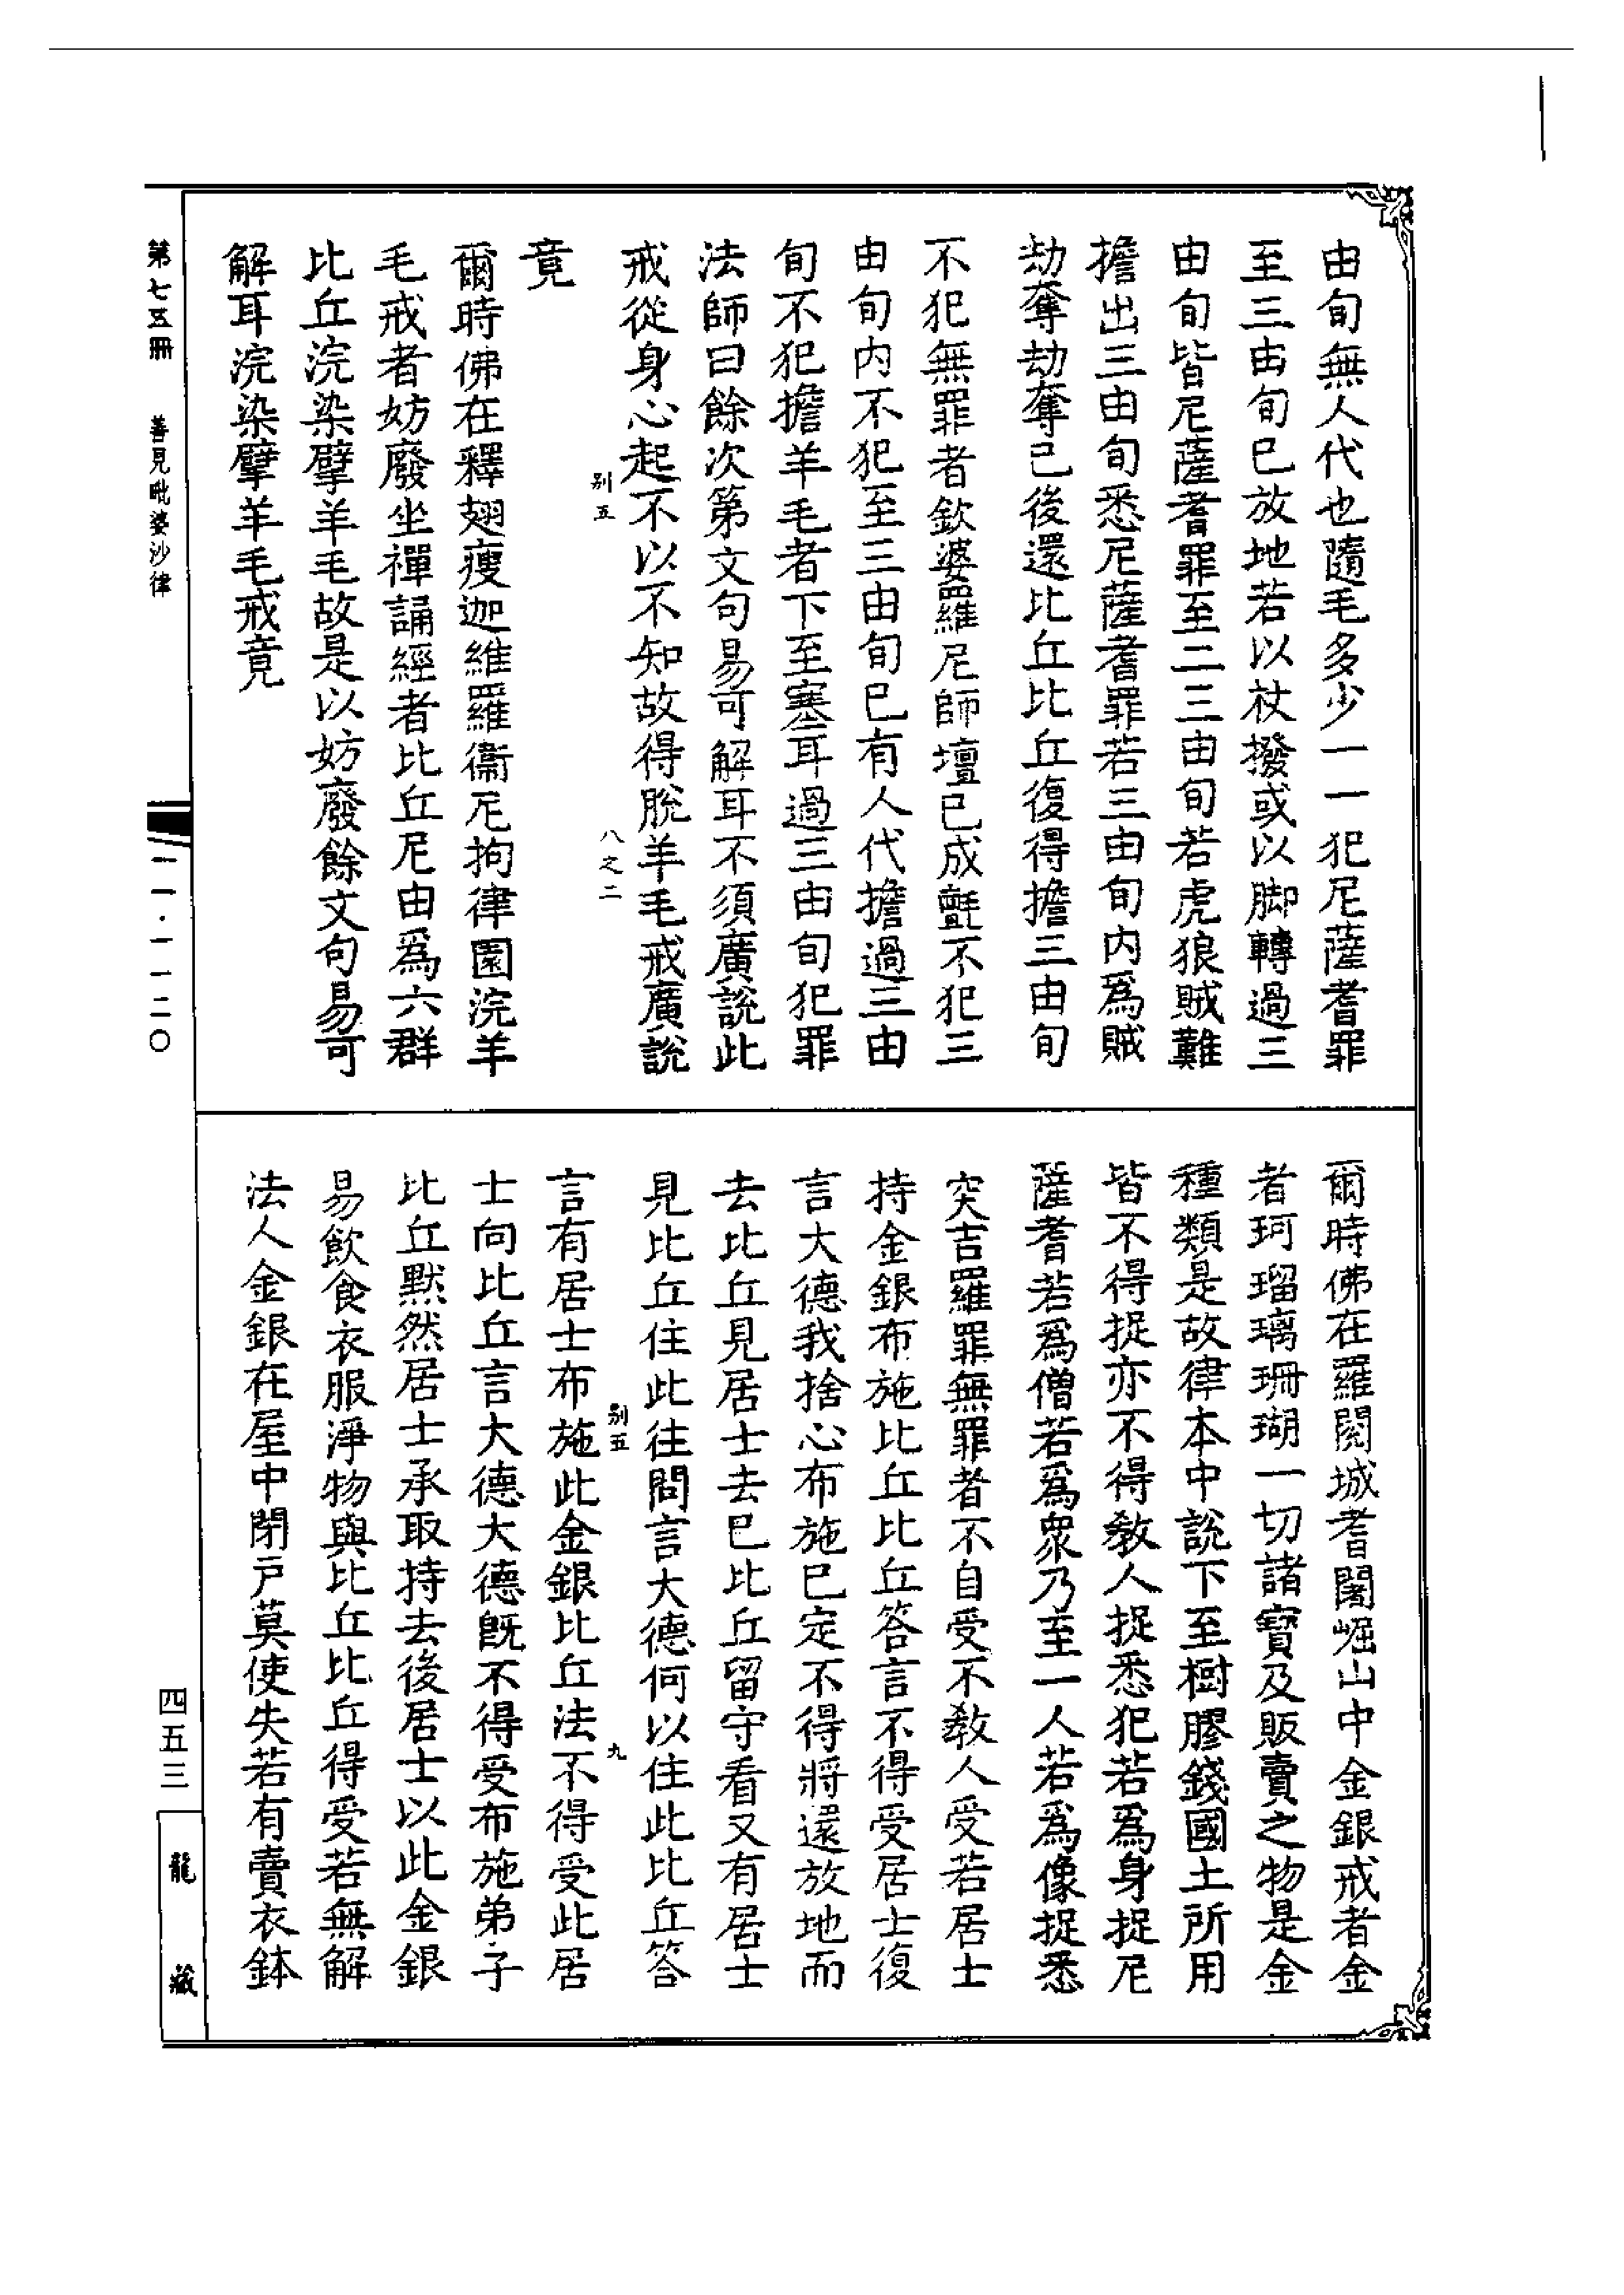 由旬無人代也隨毛多少一一犯尼薩耆罪
至三由旬已放地若以杖撥或以脚轉過三
由旬皆尼薩耆罪至二三由旬若虎狼賊難
擔出三由旬悉尼薩耆罪若三由旬内爲賊
劫奪劫奪已後還比丘比丘復得擔三由旬
不犯無罪者欽婆羅尼師壇已成氈不犯三
由旬内不犯至三由旬已有人代擔過三由
旬不犯擔羊毛者下至塞耳過三由旬犯罪
法師曰餘次第文句易可解耳不須廣說此
戒從身心起不以不知故得脫羊毛戒廣說
别五 八之二
竟
爾時佛在釋翅瘦迦維羅衞尼拘律園浣羊
毛戒者妨廢坐禪誦經者比丘尼由爲六群
比丘浣染擘羊毛故是以妨廢餘文句易可
解耳浣染擘羊毛戒竟
爾時佛在羅閱城耆闍崛山中金銀戒者金
者珂瑠璃珊瑚一切諸寶及販賣之物是金
種類是故律本中說下至樹膠錢國土所用
皆不得捉亦不得敎人捉悉犯若爲身捉尼
薩耆若爲僧若爲衆乃至一人若爲像捉悉
突吉羅罪無罪者不自受不敎人受若居士
持金銀布施比丘比丘答言不得受居士復
言大德我捨心布施已定不得將還放地而
去比丘見居士去已比丘留守看又有居士
見比丘住此往問言大德何以住此比丘答
别五 九
言有居士布施此金銀比丘法不得受此居
士向比丘言大德大德旣不得受布施弟子
比丘默然居士承取持去後居士以此金銀
易飮食衣服淨物與比丘比丘得受若無解
法人金銀在屋中閉戶莫使失若有賣衣鉢
第七五冊 善見毗婆沙律
一一·一一二〇
四五三
龍藏